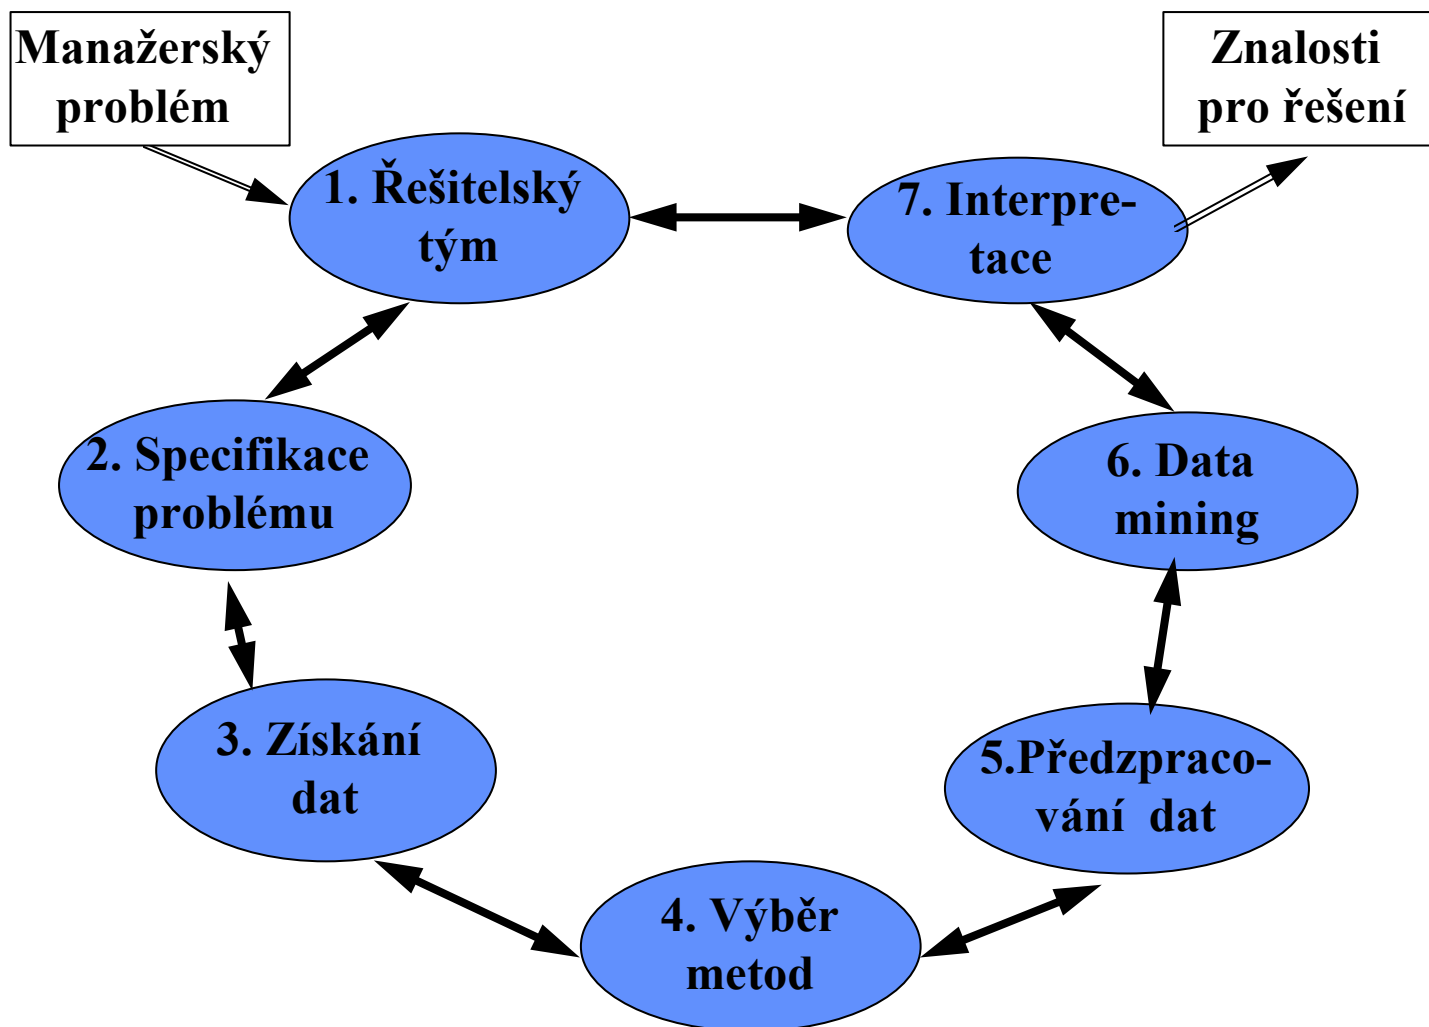 Manažerský
problém
Znalosti
pro řešení
1. Řešitelský
tým
7. Interpre-
tace
2. Specifikace
problému
6. Data
mining
3. Získání
dat
5.Předzpraco-
vání dat
4. Výběr
metod